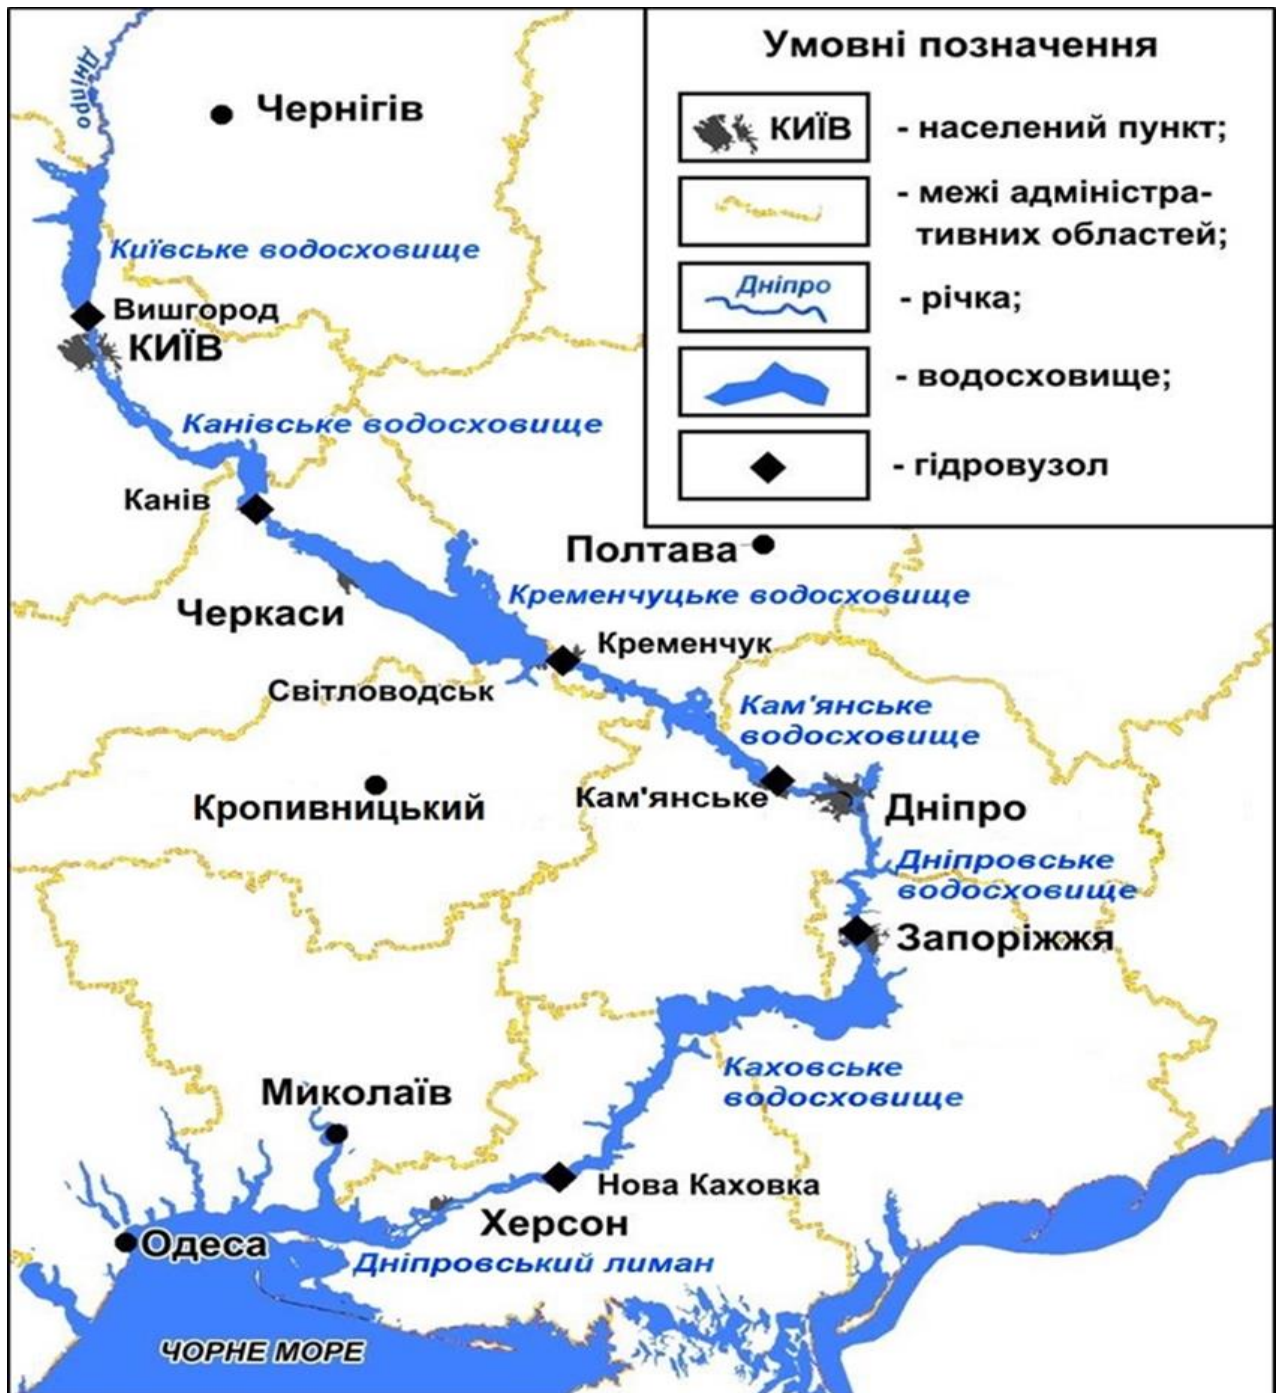 Умовні позначення
КИЇВ
- населений пункт;
- межі адміністра-
тивних областей;
Дніпро
- річка;
- водосховище;
- гідровузол
Дніпро
Чернігів
Київське водосховище
Вишгород
КИЇВ
Канівське водосховище
Канів
Полтава
Кременчуцьке водосховище
Черкаси
Кременчук
Світловодськ
Кам'янське
водосховище
Кам'янське
Кропивницький
Дніпро
Дніпровське
водосховище
Запоріжжя
Каховське
водосховище
Миколаїв
Нова Каховка
Херсон
Одеса
Дніпровський лиман
ЧОРНЕ МОРЕ